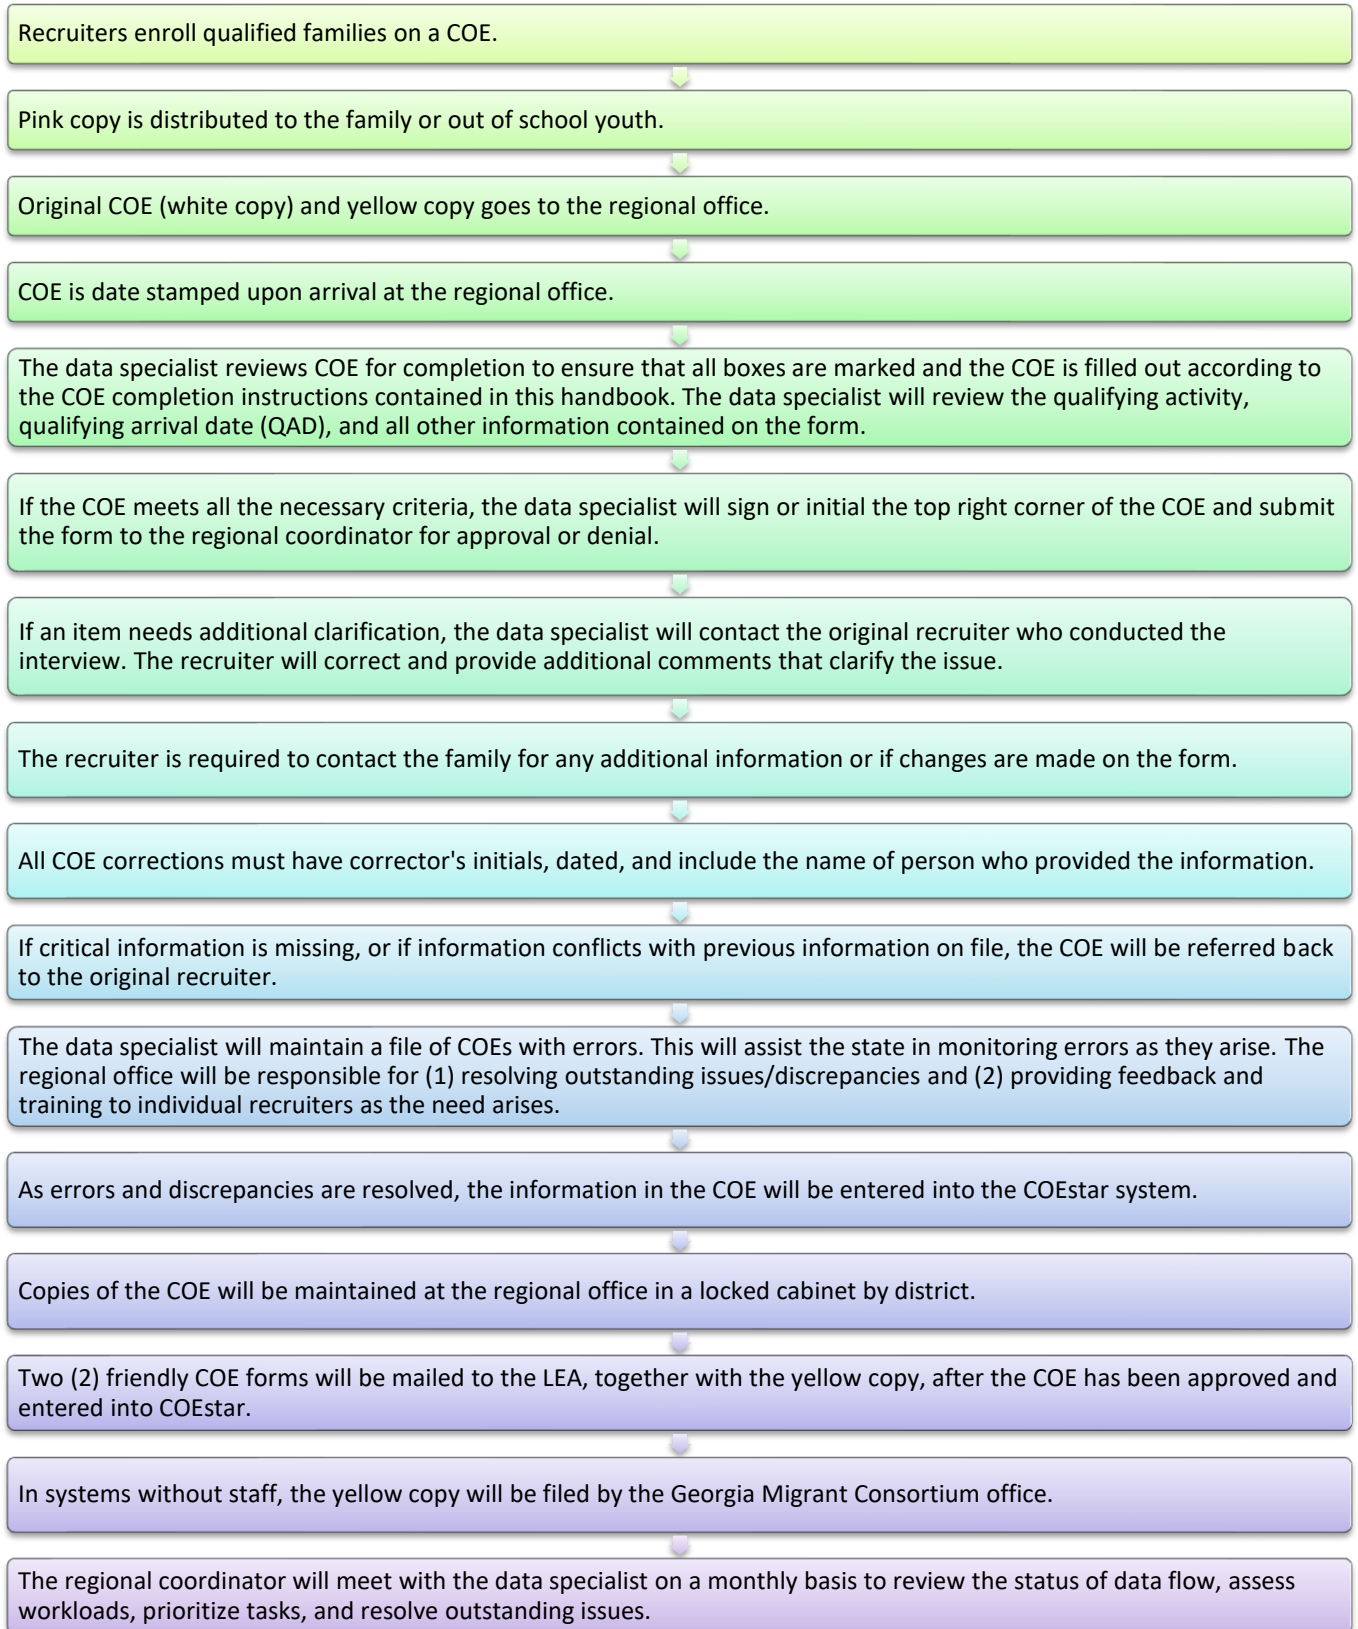 Recruiters enroll qualified families on a COE.
Pink copy is distributed to the family or out of school youth.
Original COE (white copy) and yellow copy goes to the regional office.
COE is date stamped upon arrival at the regional office.
The data specialist reviews COE for completion to ensure that all boxes are marked and the COE is filled out according to
the COE completion instructions contained in this handbook. The data specialist will review the qualifying activity,
qualifying arrival date (QAD), and all other information contained on the form.
If the COE meets all the necessary criteria, the data specialist will sign or initial the top right corner of the COE and submit
the form to the regional coordinator for approval or denial.
If an item needs additional clarification, the data specialist will contact the original recruiter who conducted the
interview. The recruiter will correct and provide additional comments that clarify the issue.
The recruiter is required to contact the family for any additional information or if changes are made on the form.
All COE corrections must have corrector's initials, dated, and include the name of person who provided the information.
If critical information is missing, or if information conflicts with previous information on file, the COE will be referred back
to the original recruiter.
The data specialist will maintain a file of COEs with errors. This will assist the state in monitoring errors as they arise. The
regional office will be responsible for (1) resolving outstanding issues/discrepancies and (2) providing feedback and
training to individual recruiters as the need arises.
As errors and discrepancies are resolved, the information in the COE will be entered into the COEstar system.
Copies of the COE will be maintained at the regional office in a locked cabinet by district.
Two (2) friendly COE forms will be mailed to the LEA, together with the yellow copy, after the COE has been approved and
entered into COEstar.
In systems without staff, the yellow copy will be filed by the Georgia Migrant Consortium office.
The regional coordinator will meet with the data specialist on a monthly basis to review the status of data flow, assess
workloads, prioritize tasks, and resolve outstanding issues.